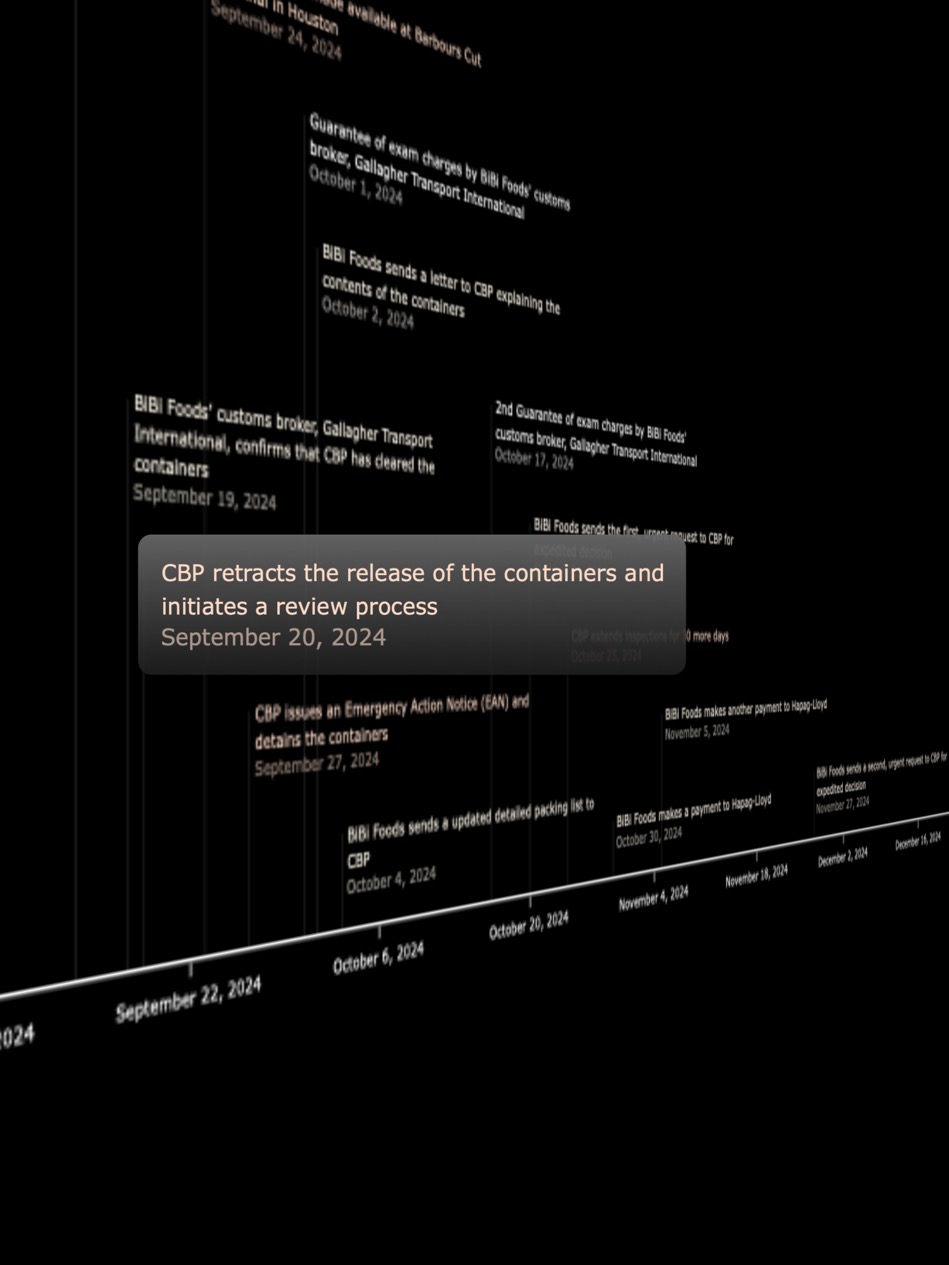 ade available at Barbours Cut
nal in Houston
September 24, 2024
Guarantee of exam charges by BiBi Foods' customs
broker, Gallagher Transport International
October 1, 2024
BiBi Foods sends a letter to CBP explaining the
contents of the containers
October 2, 2024
BiBi Foods' customs broker, Gallagher Transport
International, confirms that CBP has cleared the
containers
September 19, 2024
2nd Guarantee of exam charges by BiBi Foods'
customs broker, Gallagher Transport International
October 17, 2024
BiBi Foods sends the first, urgent request to CBP for
expedited decision
CBP retracts the release of the containers and
initiates a review process
September 20, 2024
CBP extends inspections for 30 more days
October 25, 2024
CBP issues an Emergency Action Notice (EAN) and
detains the containers
September 27, 2024
BiBi Foods makes another payment to Hapag-Lloyd
November 5, 2024
BiBi Foods sends a second, urgent request to CBP for
expedited decision
November 27, 2024
BiBi Foods sends a updated detailed packing list to
CBP
October 4, 2024
BiBi Foods makes a payment to Hapag-Lloyd
October 30, 2024
2024
September 22, 2024
October 6, 2024
October 20, 2024
November 4, 2024
November 18, 2024
December 2, 2024
December 16, 2024